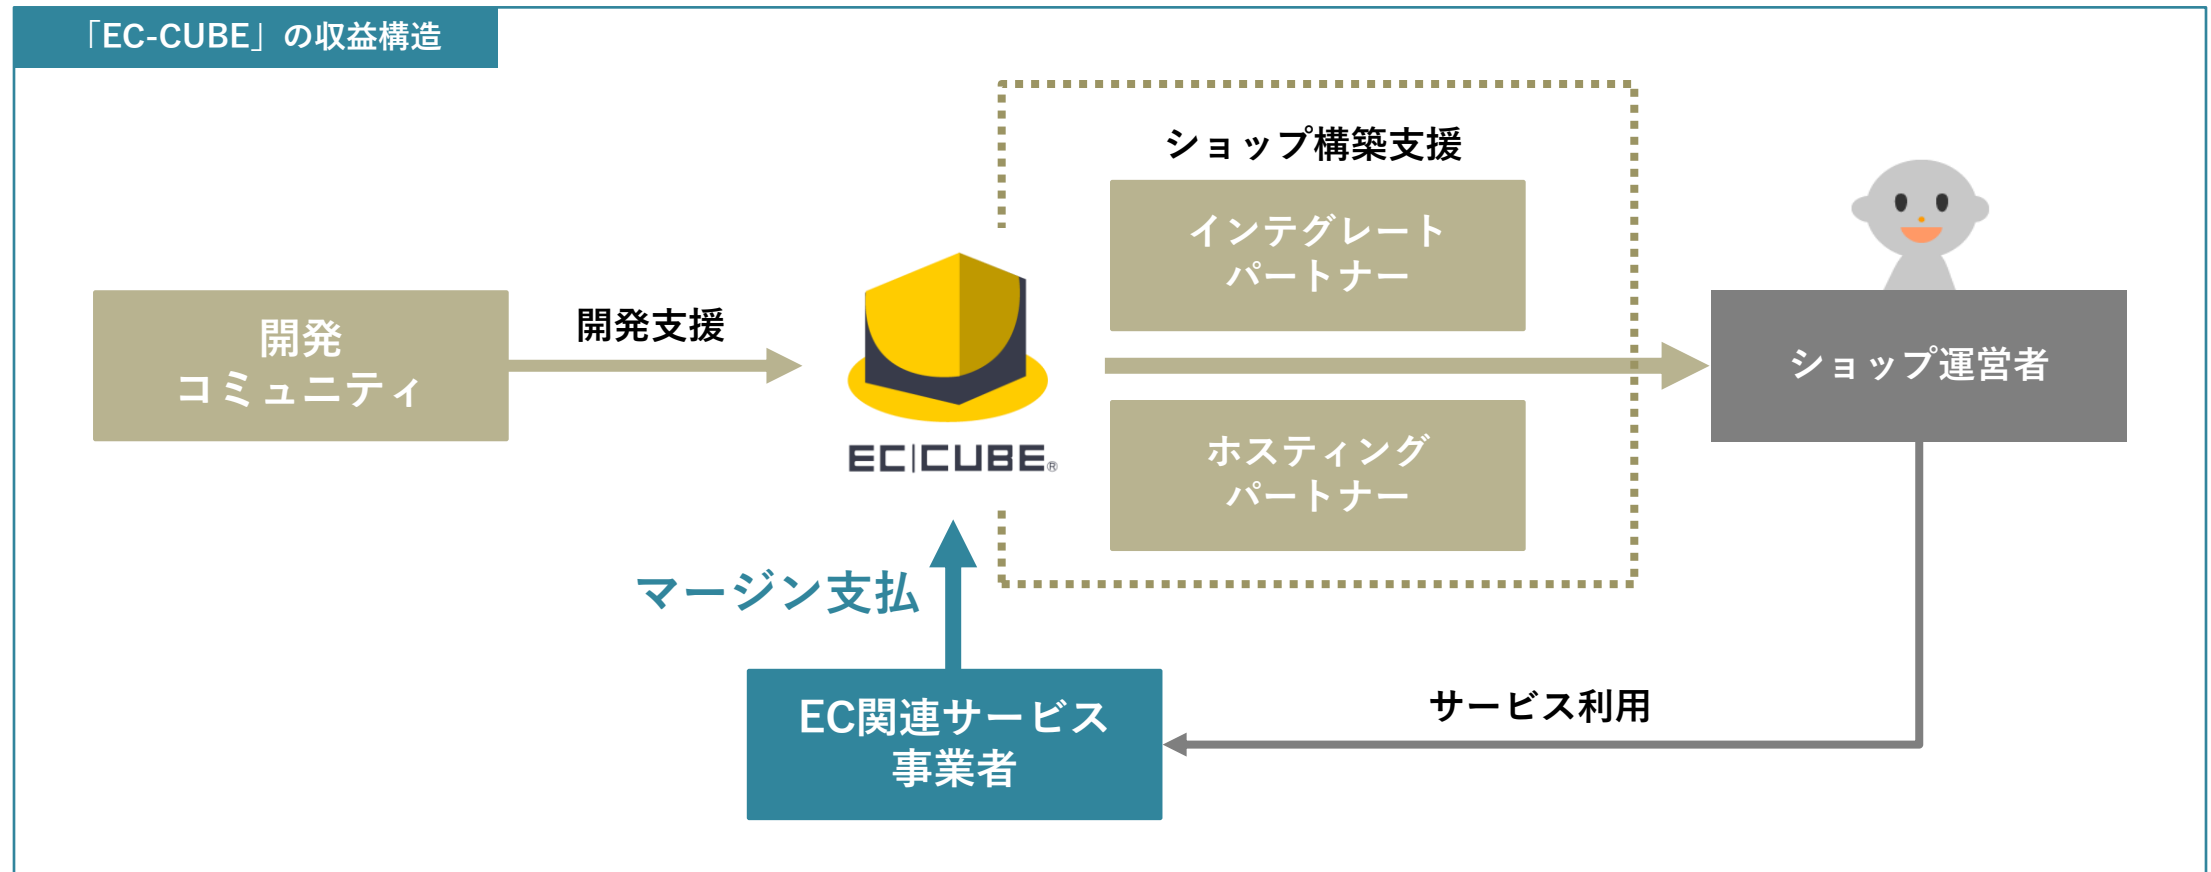 「EC-CUBE」の収益構造
ショップ構築支援
インテグレート
パートナー
開発
コミュニティ
開発支援
EC|CUBE®
ショップ運営者
ホスティング
パートナー
マージン支払
EC関連サービス
事業者
サービス利用